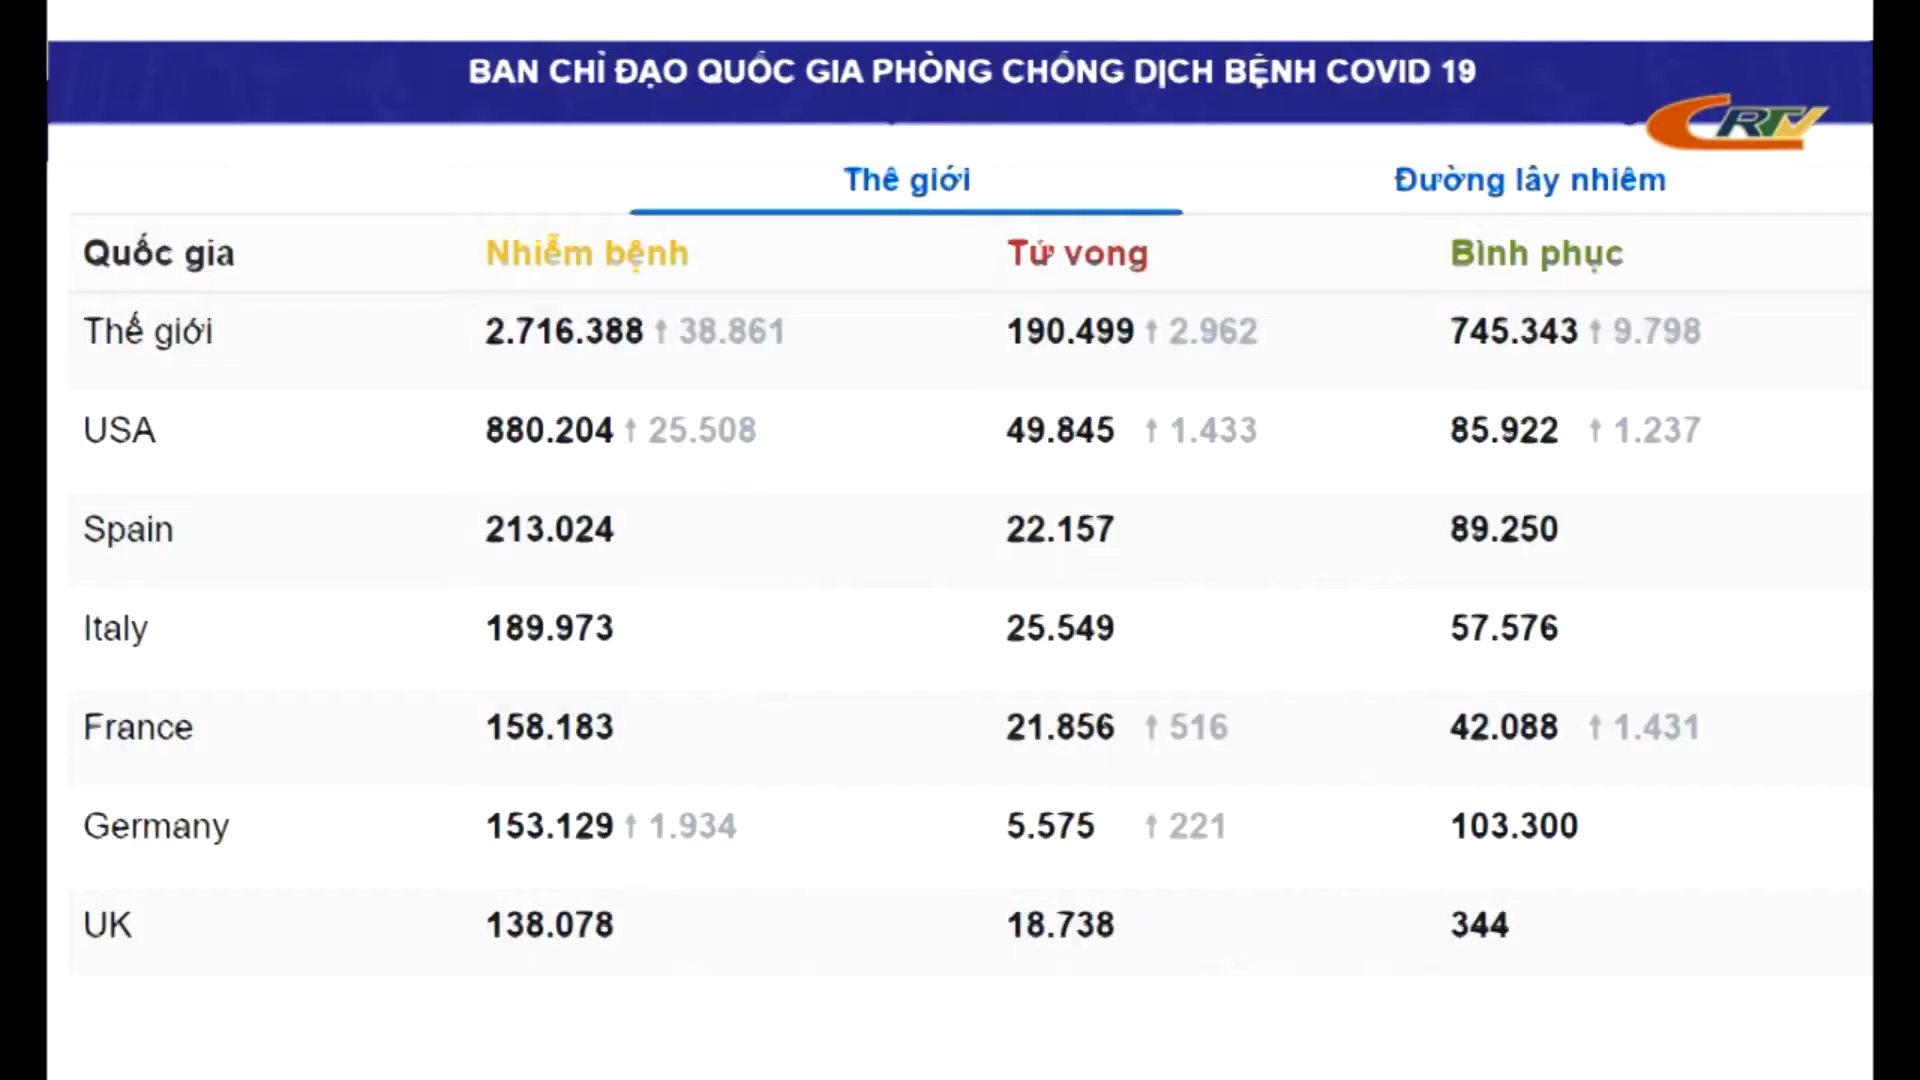 BAN CHỈ ĐẠO QUỐC GIA PHÒNG CHỐNG DỊCH BỆNH COVID 19
CRTV
Thế giới Đường lây nhiễm
Quốc gia Nhiễm bệnh Tử vong Bình phục
Thế giới 2.716.388 ↑ 38.861 190.499 ↑ 2.962 745.343 ↑ 9.798
USA 880.204 ↑ 25.508 49.845 ↑ 1.433 85.922 ↑ 1.237
Spain 213.024 22.157 89.250
Italy 189.973 25.549 57.576
France 158.183 21.856 ↑ 516 42.088 ↑ 1.431
Germany 153.129 ↑ 1.934 5.575 ↑ 221 103.300
UK 138.078 18.738 344